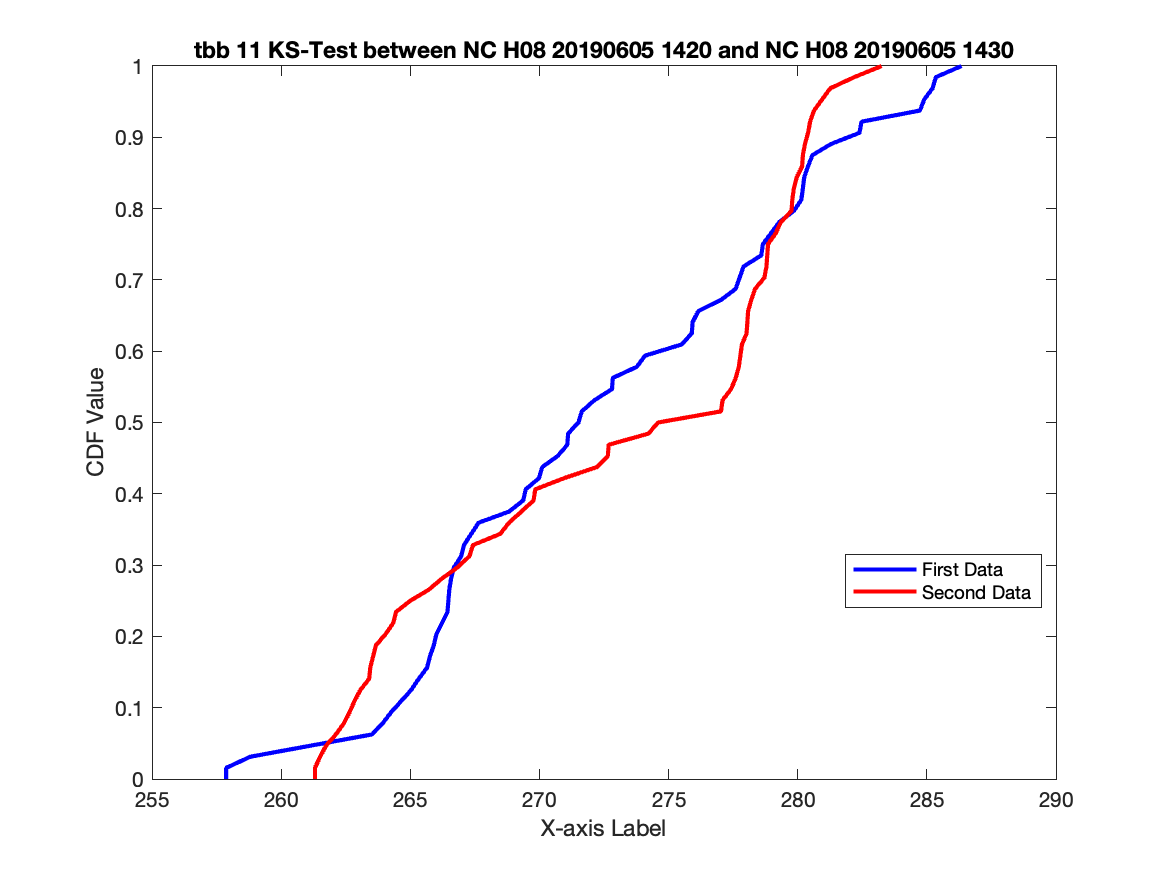 tbb 11 KS-Test between NC H08 20190605 1420 and NC H08 20190605 1430
1
0.9
0.8
0.7
0.6
0.5
0.4
0.3
0.2
0.1
0
CDF Value
First Data
Second Data
255 260 265 270 275 280 285 290
X-axis Label